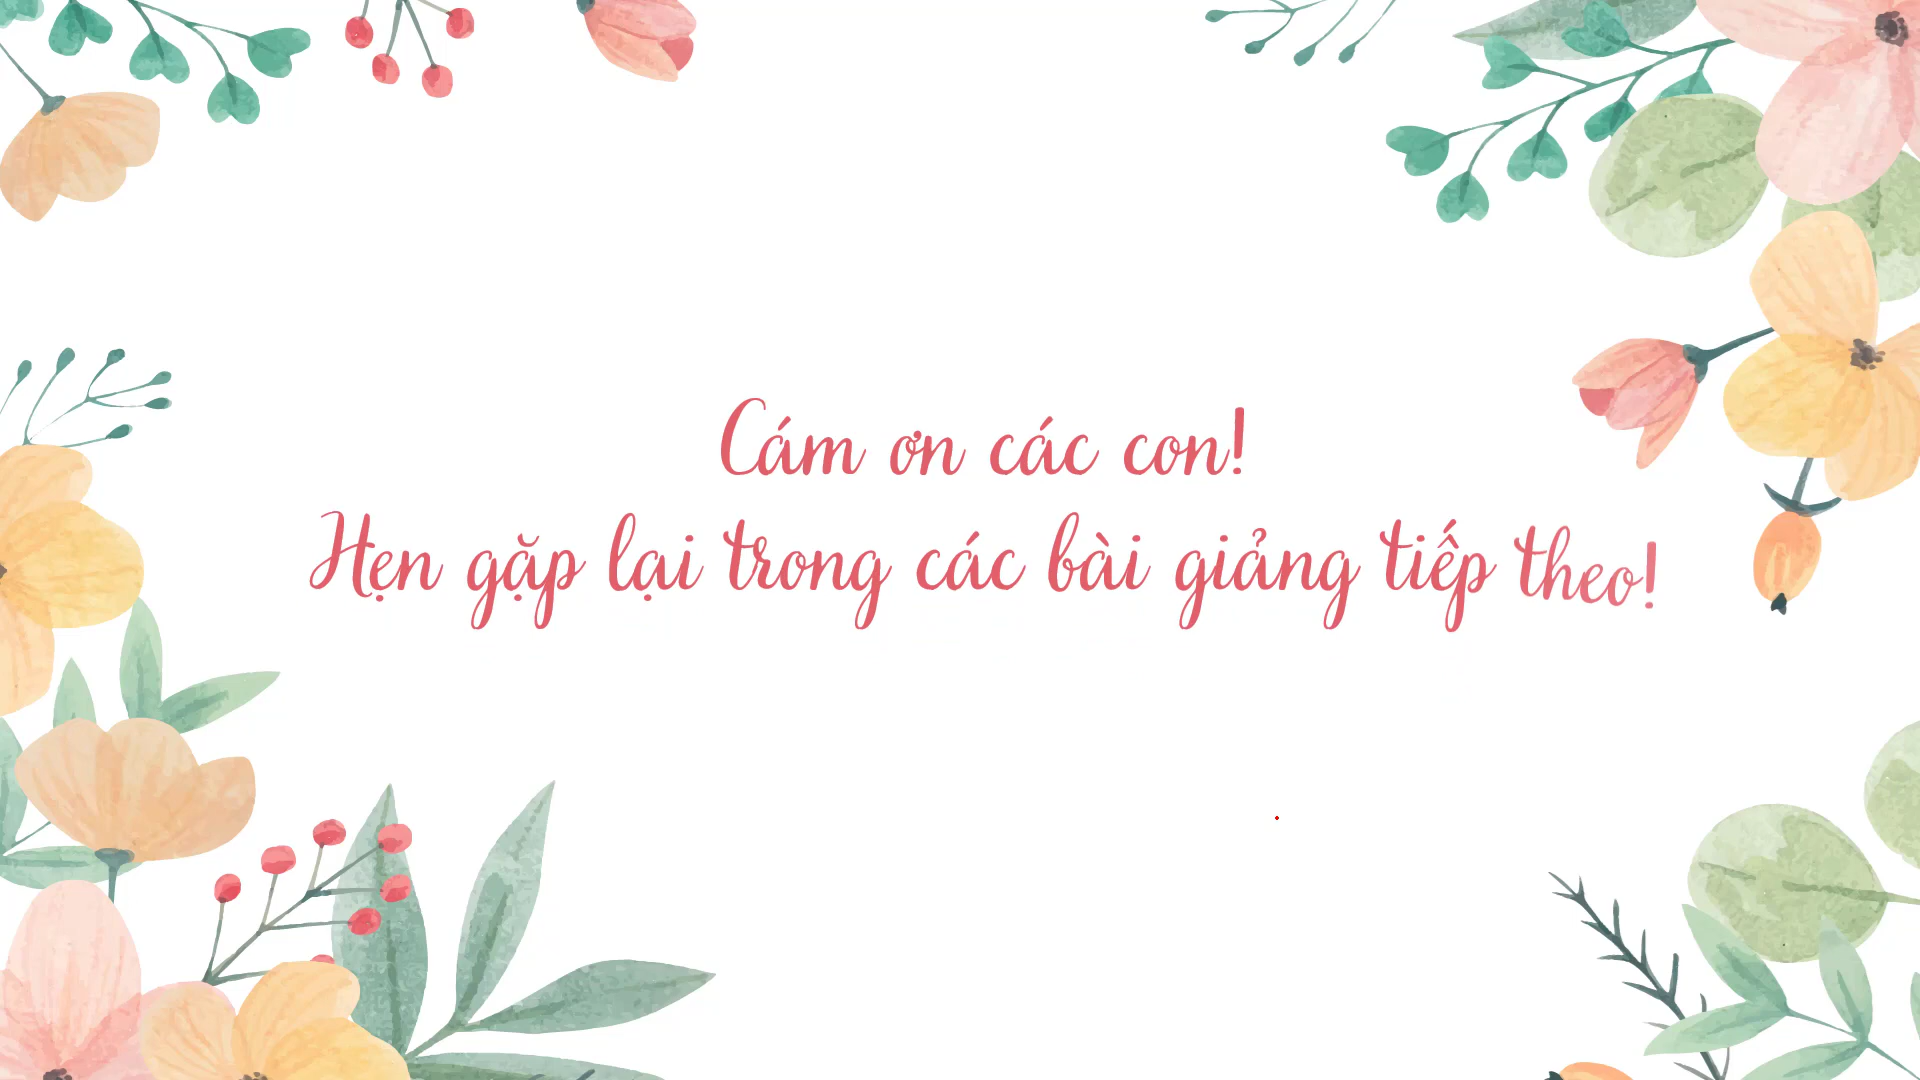 Cám ơn các con!
Hẹn gặp lại trong các bài giảng tiếp theo!